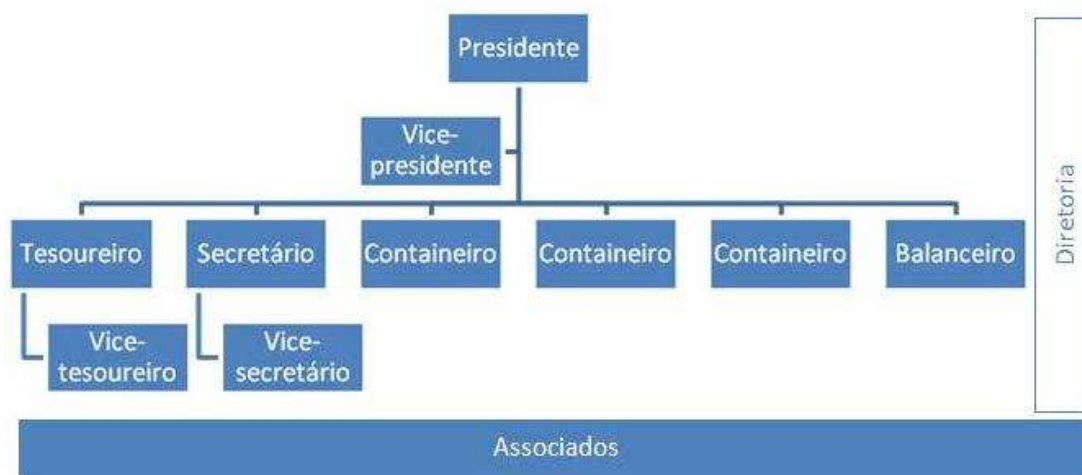 Presidente
Vice-
presidente
Tesoureiro
Secretário
Containeiro
Containeiro
Containeiro
Balanceiro
Vice-
tesoureiro
Vice-
secretário
Diretoria
Associados